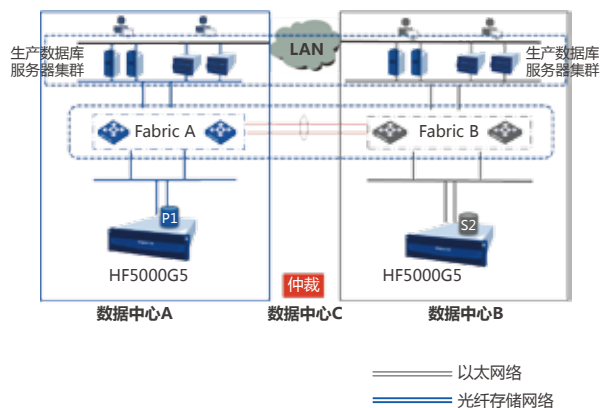 LAN
生产数据库
服务器集群
生产数据库
服务器集群
Fabric A
Fabric B
P1
S2
HF5000G5
HF5000G5
仲裁
数据中心A
数据中心C
数据中心B
以太网络
光纤存储网络